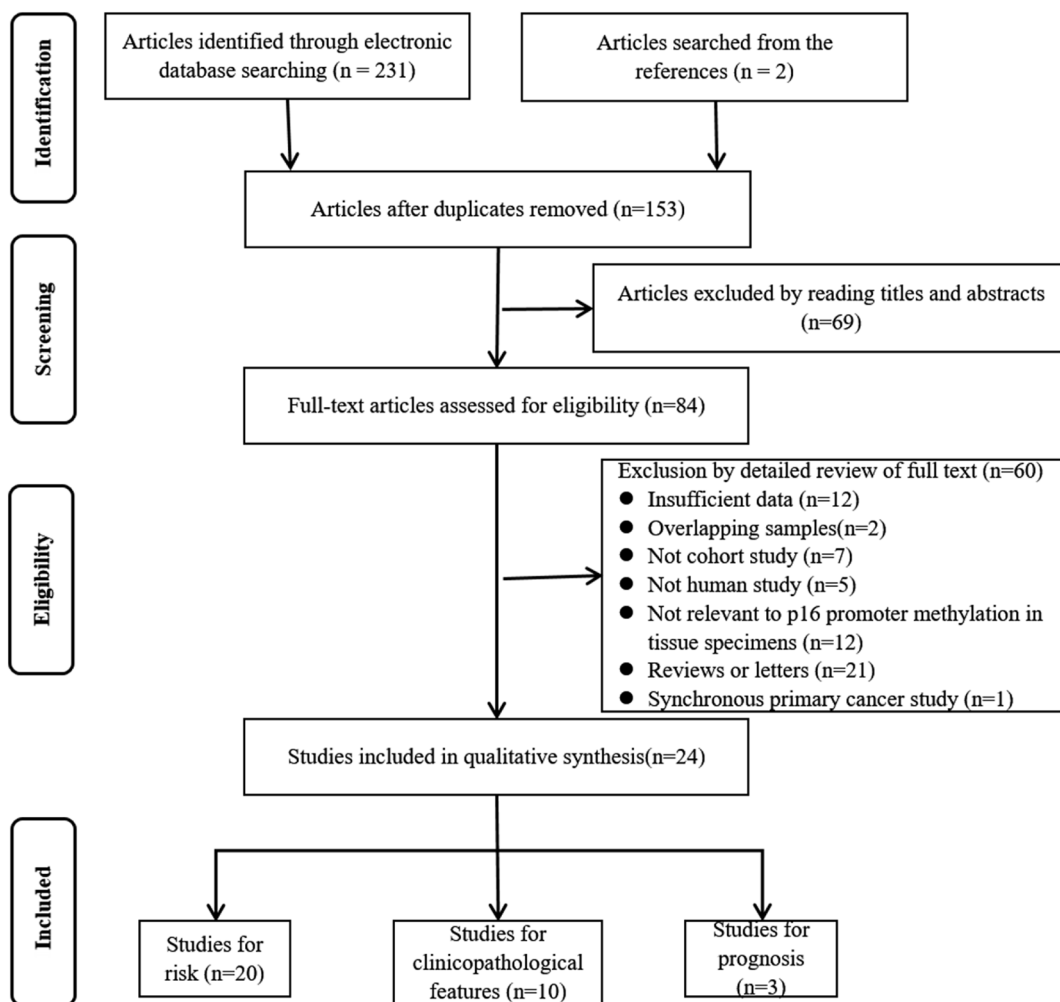 Identification
Articles identified through electronic
database searching (n = 231)
Articles searched from the
references (n = 2)
Articles after duplicates removed (n=153)
Screening
Articles excluded by reading titles and abstracts
(n=69)
Full-text articles assessed for eligibility (n=84)
Eligibility
Exclusion by detailed review of full text (n=60)
● Insufficient data (n=12)
● Overlapping samples(n=2)
● Not cohort study (n=7)
● Not human study (n=5)
● Not relevant to p16 promoter methylation in
tissue specimens (n=12)
● Reviews or letters (n=21)
● Synchronous primary cancer study (n=1)
Studies included in qualitative synthesis(n=24)
Included
Studies for
risk (n=20)
Studies for
clinicopathological
features (n=10)
Studies for
prognosis
(n=3)